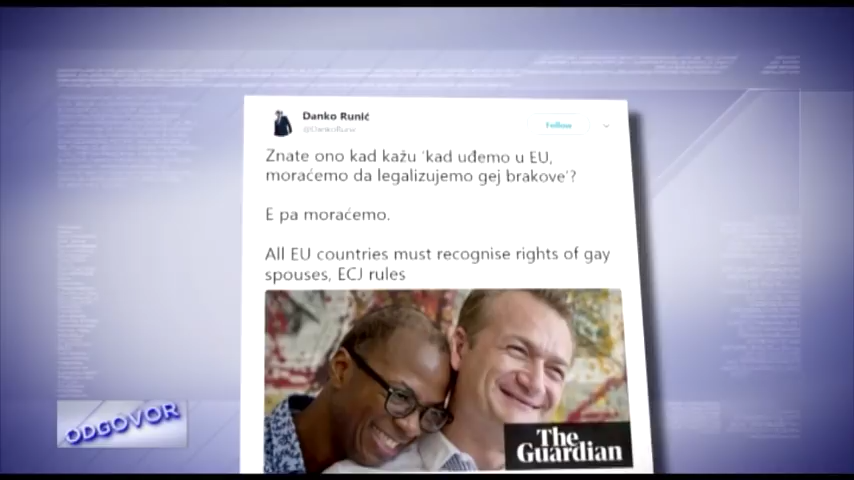 Danko Runić
@DankoRunic
Follow
Znate ono kad kažu 'kad uđemo u EU,
moraćemo da legalizujemo gej brakove'?
E pa moraćemo.
All EU countries must recognise rights of gay
spouses, ECJ rules
The
Guardian
ODGOVOR